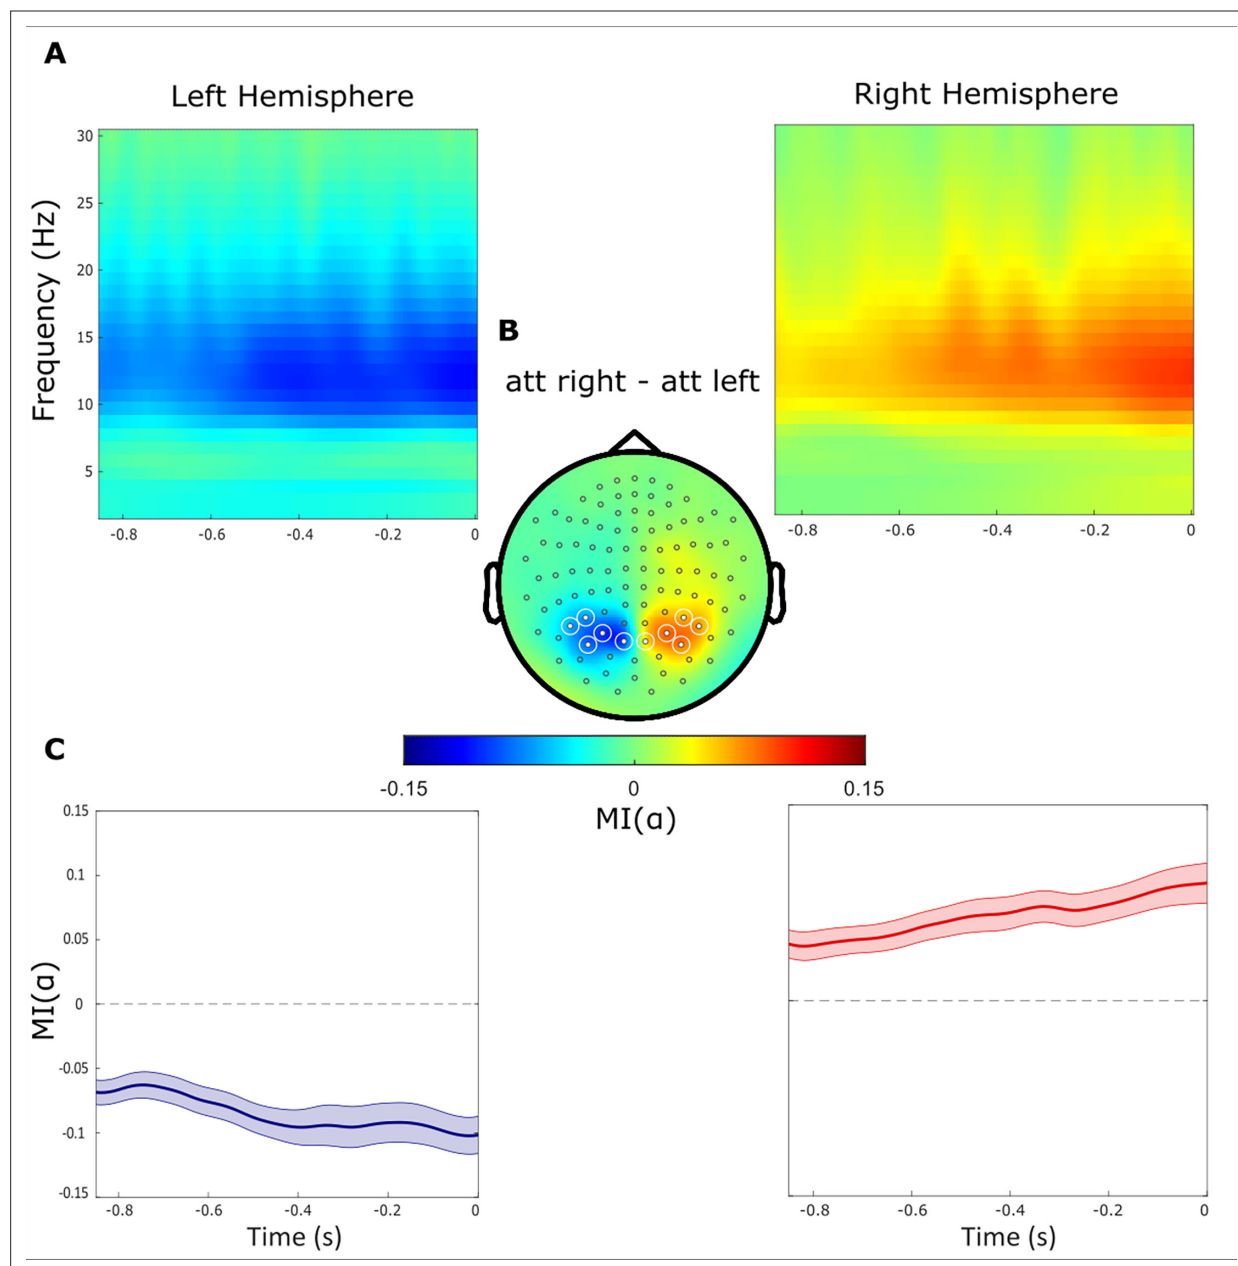 A
Left Hemisphere
Right Hemisphere
Frequency (Hz)
30
25
20
15
10
5
-0.8 -0.6 -0.4 -0.2 0
-0.8 -0.6 -0.4 -0.2 0
B
att right - att left
-0.15 0 0.15
MI(ɑ)
C
MI(ɑ)
0.15
0.1
0.05
0
-0.05
-0.1
-0.15
-0.8 -0.6 -0.4 -0.2 0
Time (s)
-0.8 -0.6 -0.4 -0.2 0
Time (s)